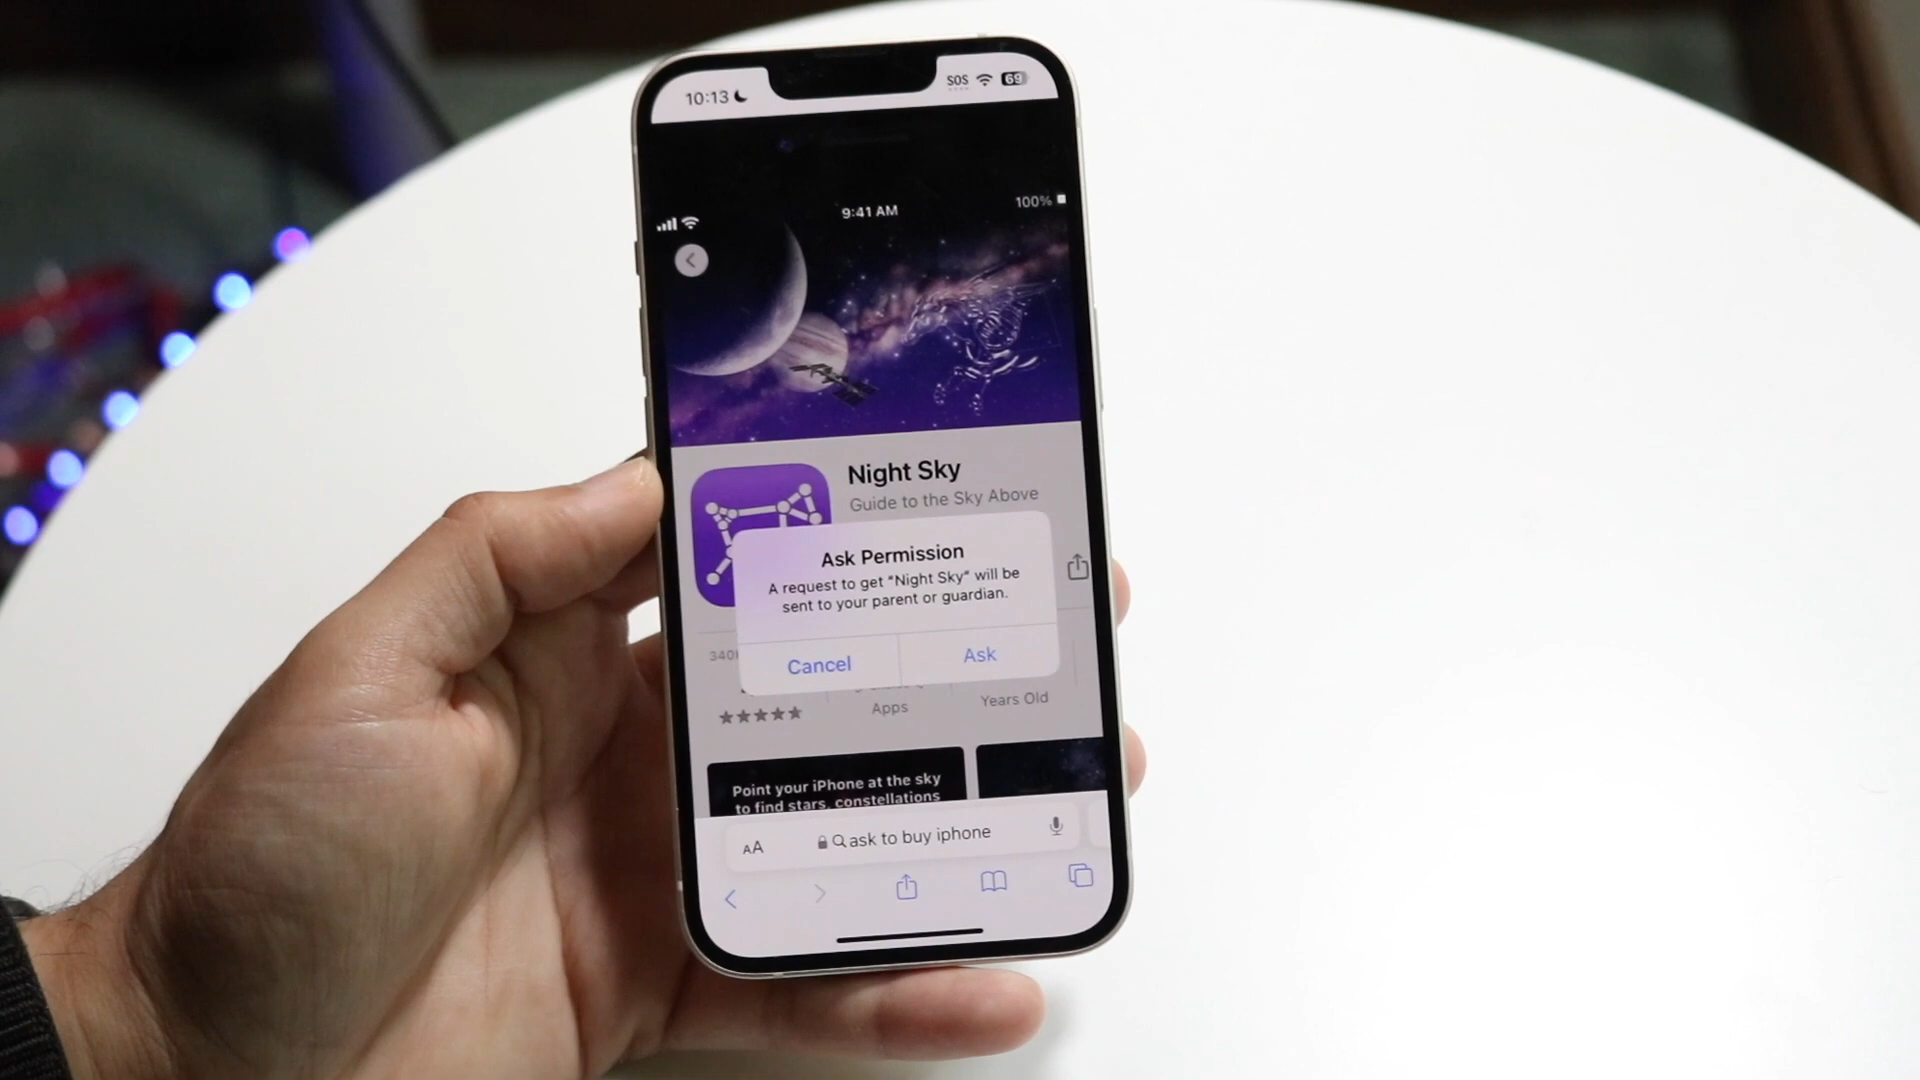 10:13
SOS
69
9:41 AM
100%
Night Sky
Guide to the Sky Above
Ask Permission
A request to get “Night Sky” will be
sent to your parent or guardian.
Cancel
Ask
340
Apps
Years Old
★★★★★
Point your iPhone at the sky
to find stars, constellations
AA
ask to buy iphone